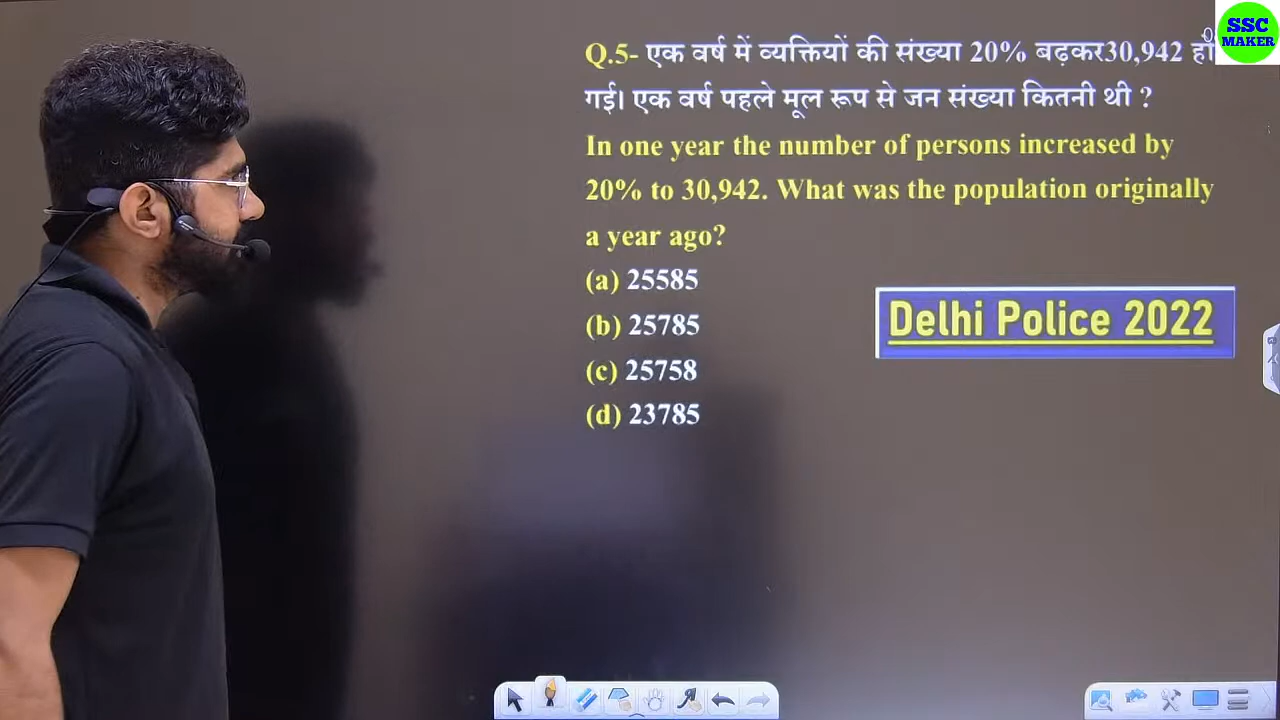 SSC
MAKER
Q.5- एक वर्ष में व्यक्तियों की संख्या 20% बढ़कर30,942 हो
गई। एक वर्ष पहले मूल रूप से जन संख्या कितनी थी ?
In one year the number of persons increased by
20% to 30,942. What was the population originally
a year ago?
(a) 25585
(b) 25785
(c) 25758
(d) 23785
Delhi Police 2022